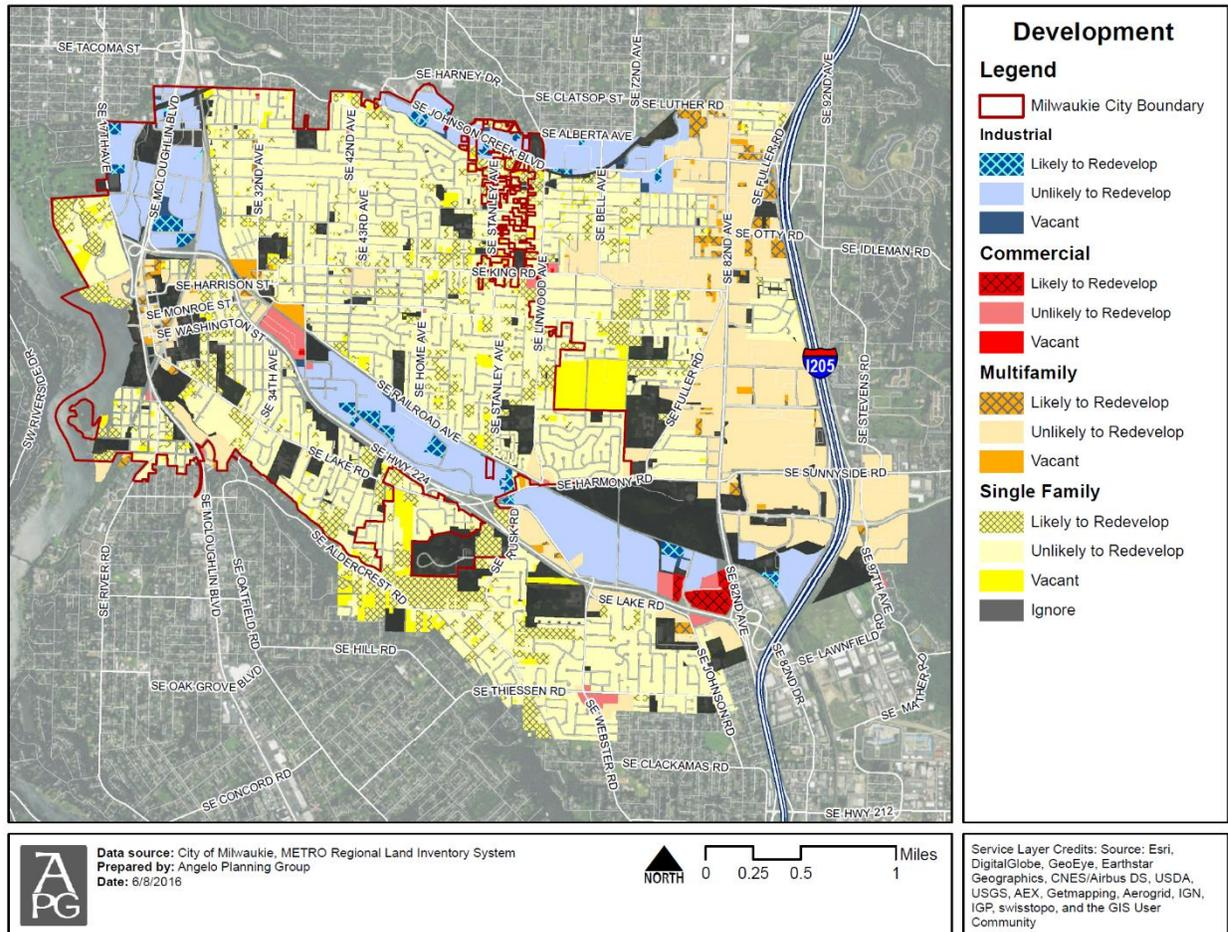 SE TACOMA ST
SE 17TH AVE
SE MCLOUGHLIN BLVD
SE 32ND AVE
SE 42ND AVE
SE HARNEY DR
SE 72ND AVE
SE CLATSOP ST
SE LUTHER RD
SE 92ND AVE
SE JOHNSON CREEK BLVD
SE ALBERTA AVE
SE FULLER RD
SE STANLEY AVE
SE BELL AVE
SE 43RD AVE
SE 82ND AVE
SE OTTY RD
SE IDLEMAN RD
SE KING RD
SE LINWOOD AVE
SE HARRISON ST
SE MONROE ST
SE WASHINGTON ST
SE 34TH AVE
SE HOME AVE
SE STANLEY AVE
SE FULLER RD
I205
SE STEVENS RD
SW RIVERSIDE DR
SE RAILROAD AVE
SE LAKE RD
SE HWY 224
SE HARMONY RD
SE SUNNYSIDE RD
SE RUSK RD
SE RIVER RD
SE MCLOUGHLIN BLVD
SE OATFIELD RD
SE ALDERCREST RD
SE LAKE RD
SE 82ND AVE
SE 97TH AVE
SE HILL RD
SE LAWNFIELD RD
SE OAK GROVE BLVD
SE THIESSEN RD
SE JOHNSON RD
SE 82ND DR
SE MATHER RD
SE WEBSTER RD
SE CLACKAMAS RD
SE CONCORD RD
SE HWY 212
Development
Legend
Milwaukie City Boundary
Industrial
Likely to Redevelop
Unlikely to Redevelop
Vacant
Commercial
Likely to Redevelop
Unlikely to Redevelop
Vacant
Multifamily
Likely to Redevelop
Unlikely to Redevelop
Vacant
Single Family
Likely to Redevelop
Unlikely to Redevelop
Vacant
Ignore
APG
Data source: City of Milwaukie, METRO Regional Land Inventory System
Prepared by: Angelo Planning Group
Date: 6/8/2016
NORTH
0 0.25 0.5 1 Miles
Service Layer Credits: Source: Esri,
DigitalGlobe, GeoEye, Earthstar
Geographics, CNES/Airbus DS, USDA,
USGS, AEX, Getmapping, Aerogrid, IGN,
IGP, swisstopo, and the GIS User
Community